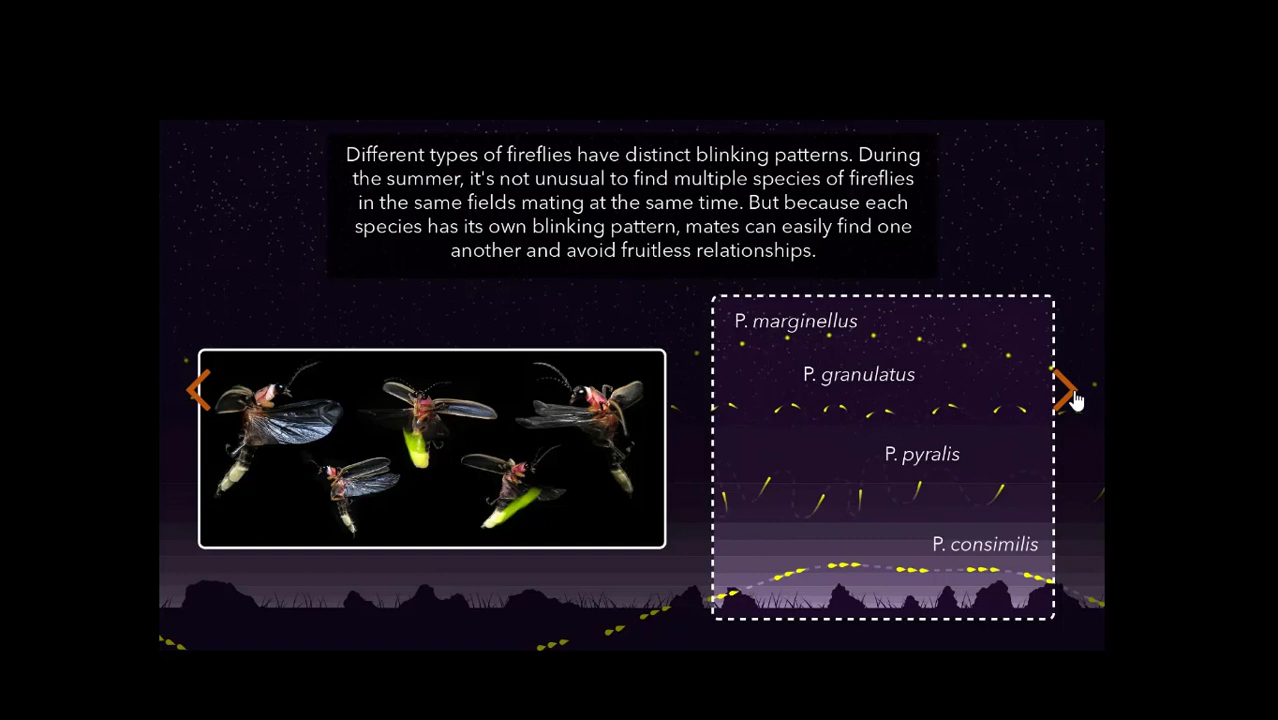 Different types of fireflies have distinct blinking patterns. During
the summer, it's not unusual to find multiple species of fireflies
in the same fields mating at the same time. But because each
species has its own blinking pattern, mates can easily find one
another and avoid fruitless relationships.
P. marginellus
P. granulatus
P. pyralis
P. consimilis